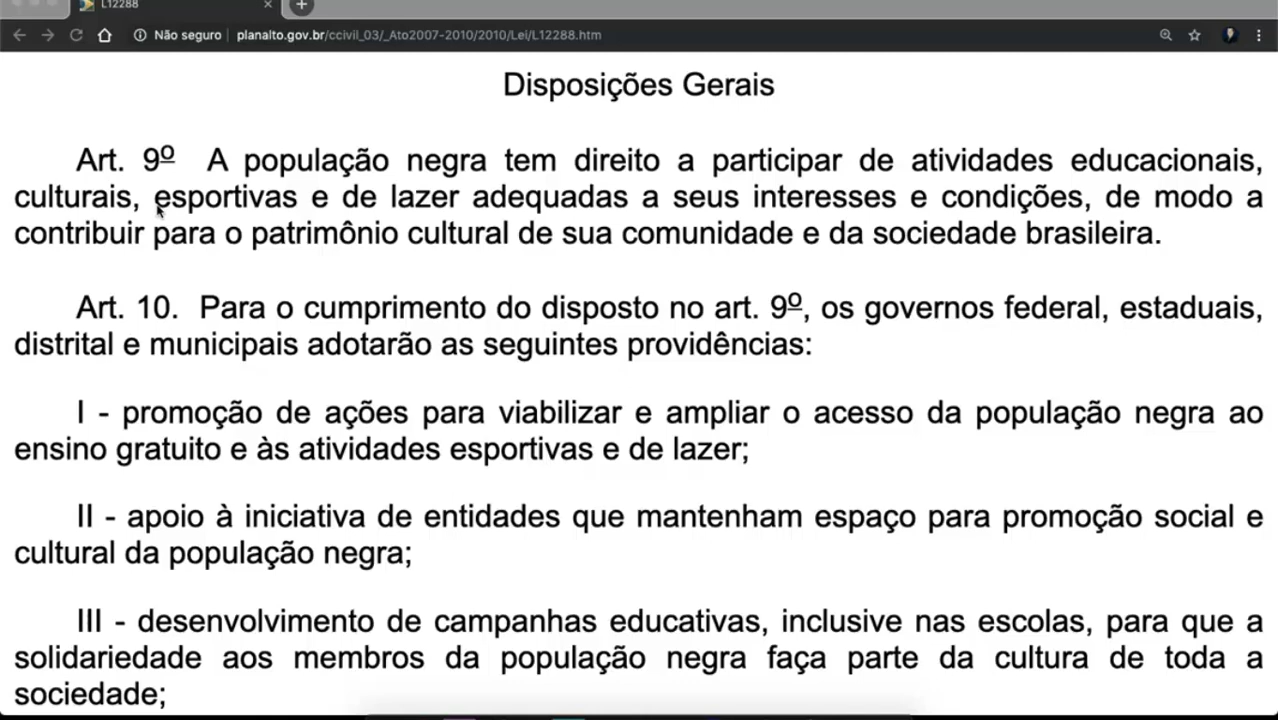 L12288
Não seguro | planalto.gov.br/ccivil_03/_Ato2007-2010/2010/Lei/L12288.htm
Disposições Gerais
Art. 9º A população negra tem direito a participar de atividades educacionais,
culturais, esportivas e de lazer adequadas a seus interesses e condições, de modo a
contribuir para o patrimônio cultural de sua comunidade e da sociedade brasileira.
Art. 10. Para o cumprimento do disposto no art. 9º, os governos federal, estaduais,
distrital e municipais adotarão as seguintes providências:
I - promoção de ações para viabilizar e ampliar o acesso da população negra ao
ensino gratuito e às atividades esportivas e de lazer;
II - apoio à iniciativa de entidades que mantenham espaço para promoção social e
cultural da população negra;
III - desenvolvimento de campanhas educativas, inclusive nas escolas, para que a
solidariedade aos membros da população negra faça parte da cultura de toda a
sociedade;